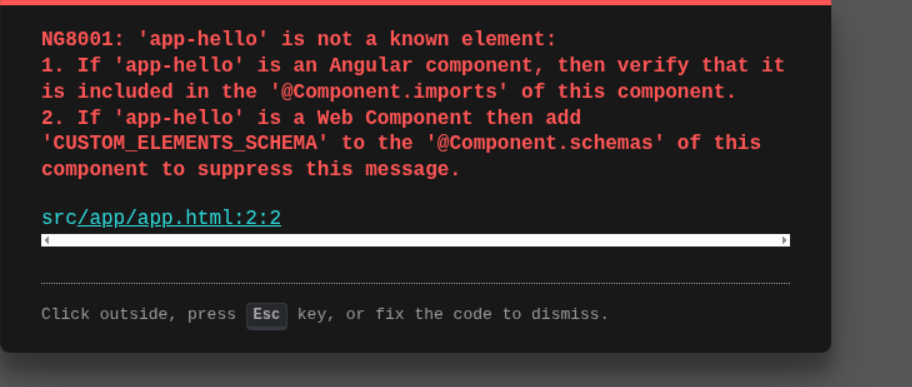 NG8001: 'app-hello' is not a known element:
1. If 'app-hello' is an Angular component, then verify that it
is included in the '@Component.imports' of this component.
2. If 'app-hello' is a Web Component then add
'CUSTOM_ELEMENTS_SCHEMA' to the '@Component.schemas' of this
component to suppress this message.
src/app/app.html:2:2
Click outside, press Esc key, or fix the code to dismiss.